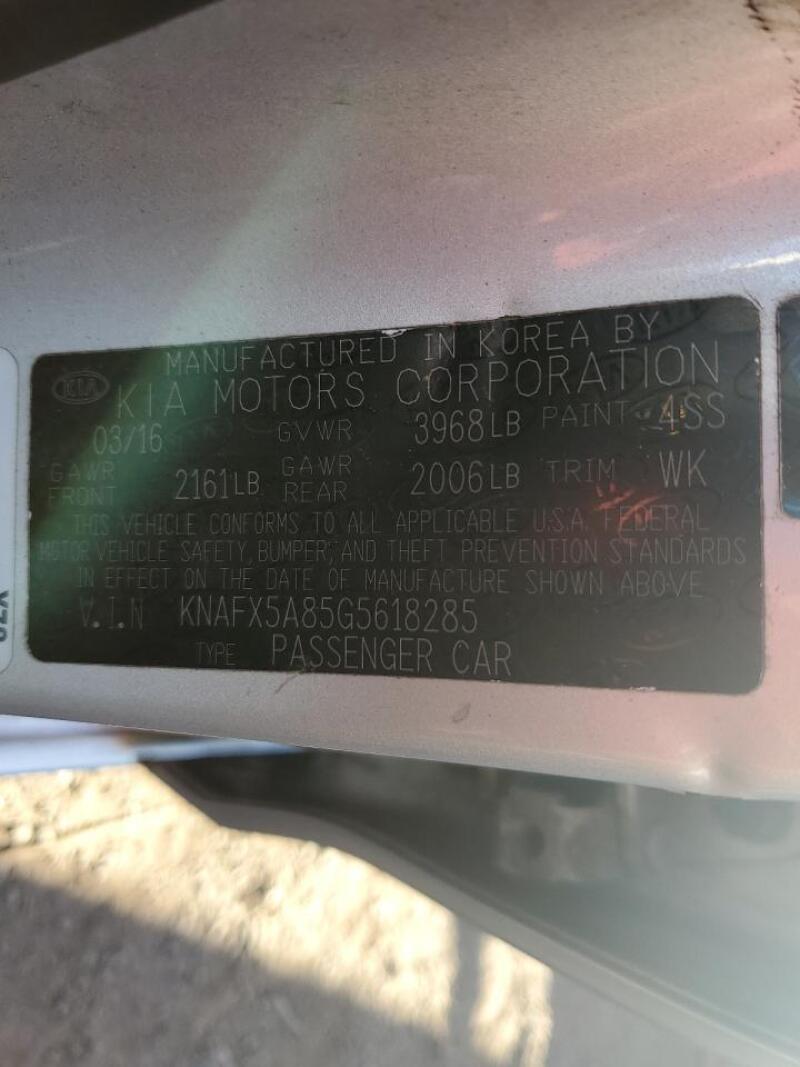 MANUFACTURED IN KOREA BY
KIA KIA MOTORS CORPORATION
03/16 GVWR 3968LB PAINT 4SS
GAWR FRONT 2161LB GAWR REAR 2006LB TRIM WK
THIS VEHICLE CONFORMS TO ALL APPLICABLE U.S.A. FEDERAL
MOTOR VEHICLE SAFETY, BUMPER, AND THEFT PREVENTION STANDARDS
IN EFFECT ON THE DATE OF MANUFACTURE SHOWN ABOVE
V.I.N KNAFX5A85G5618285
TYPE PASSENGER CAR